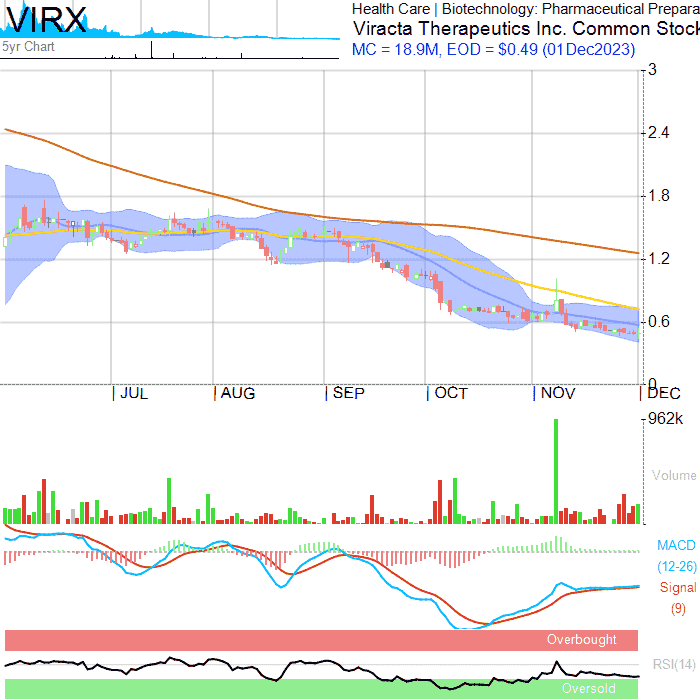 VIRX
5yr Chart
Health Care | Biotechnology: Pharmaceutical Prepara
Viracta Therapeutics Inc. Common Stock
MC = 18.9M, EOD = $0.49 (01Dec2023)
3
2.4
1.8
1.2
0.6
0
JUL
AUG
SEP
OCT
NOV
DEC
962k
Volume
MACD
(12-26)
Signal
(9)
Overbought
RSI(14)
Oversold